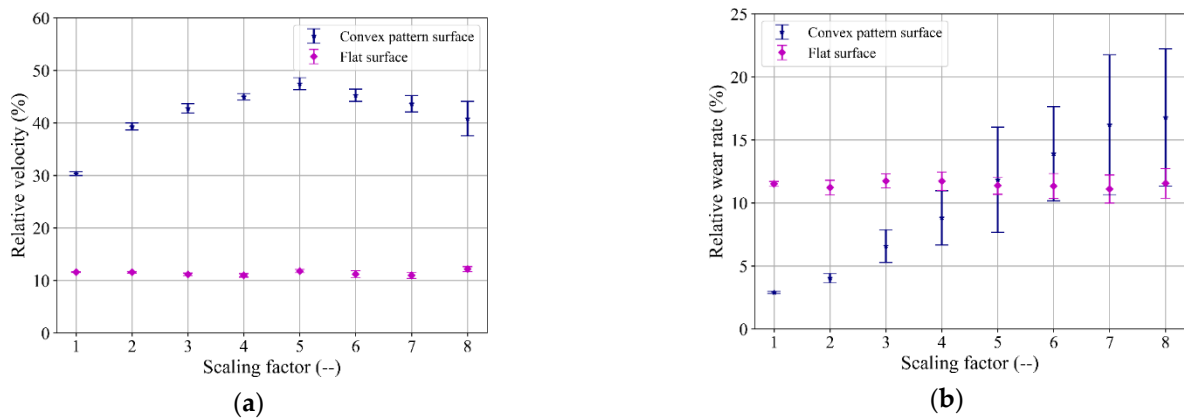 60
50
40
30
20
10
0
Relative velocity (%)
Convex pattern surface
Flat surface
1 2 3 4 5 6 7 8
Scaling factor (--)
(a)
25
20
15
10
5
0
Relative wear rate (%)
Convex pattern surface
Flat surface
1 2 3 4 5 6 7 8
Scaling factor (--)
(b)